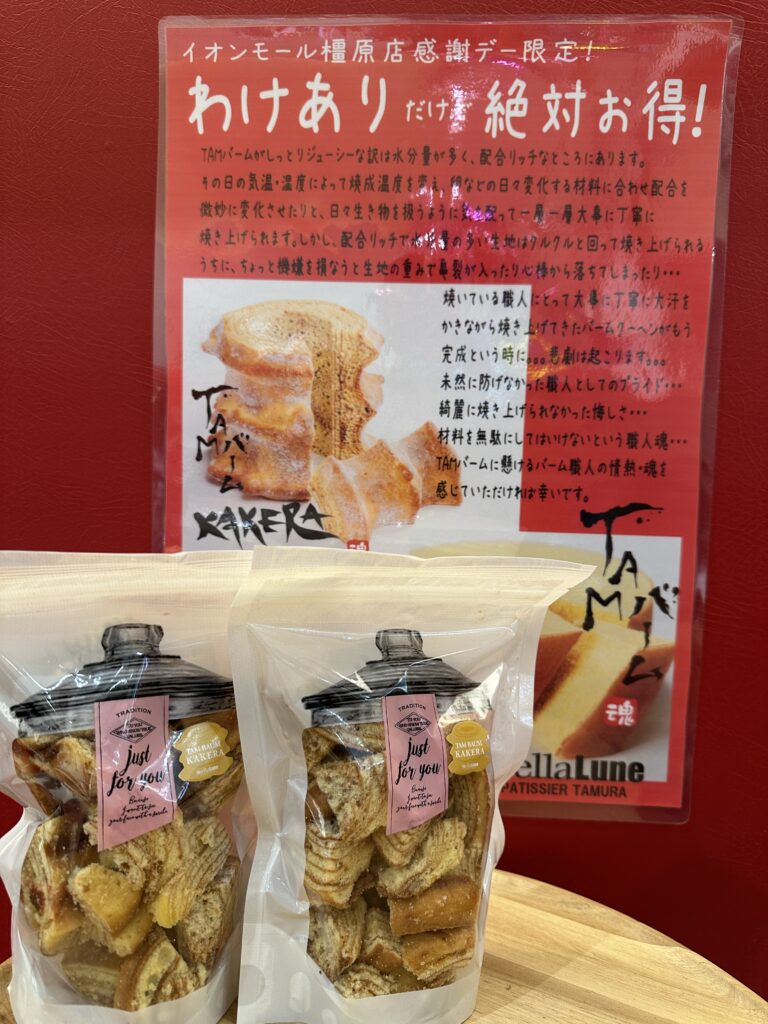 イオンモール橿原店感謝デー限定!
わけありだけど絶対お得!
TAMバームがしっとりジューシーな訳は水分量が多く、配合リッチなところにあります。
その日の気温・温度によって焼成温度を変え、卵などの日々変化する材料に合わせ配合を
微妙に変化させたりと、日々生き物を扱うように気を配って一層一層大事に丁寧に
焼き上げられます。しかし、配合リッチで水分量の多い生地はクルクルと回って焼き上げられる
うちに、ちょっと機嫌を損なうと生地の重みで亀裂が入ったり心棒から落ちてしまったり・・・
焼いている職人にとって大事に丁寧に大汗を
かきながら焼き上げてきたバームクーヘンがもう
完成という時に。。。悲劇は起こります。。。
未然に防げなかった職人としてのプライド・・・
綺麗に焼き上げられなかった悔しさ・・・
材料を無駄にしてはいけないという職人魂・・・
TAMバームに懸けるバーム職人の情熱・魂を
感じていただければ幸いです。
TAMバーム
KAKERA
魂
TAMバーム
魂
ellaLune
PATISSIER TAMURA
TRADITION
just
for you
TAM BAUM
KAKERA
TRADITION
just
for you
TAM BAUM
KAKERA